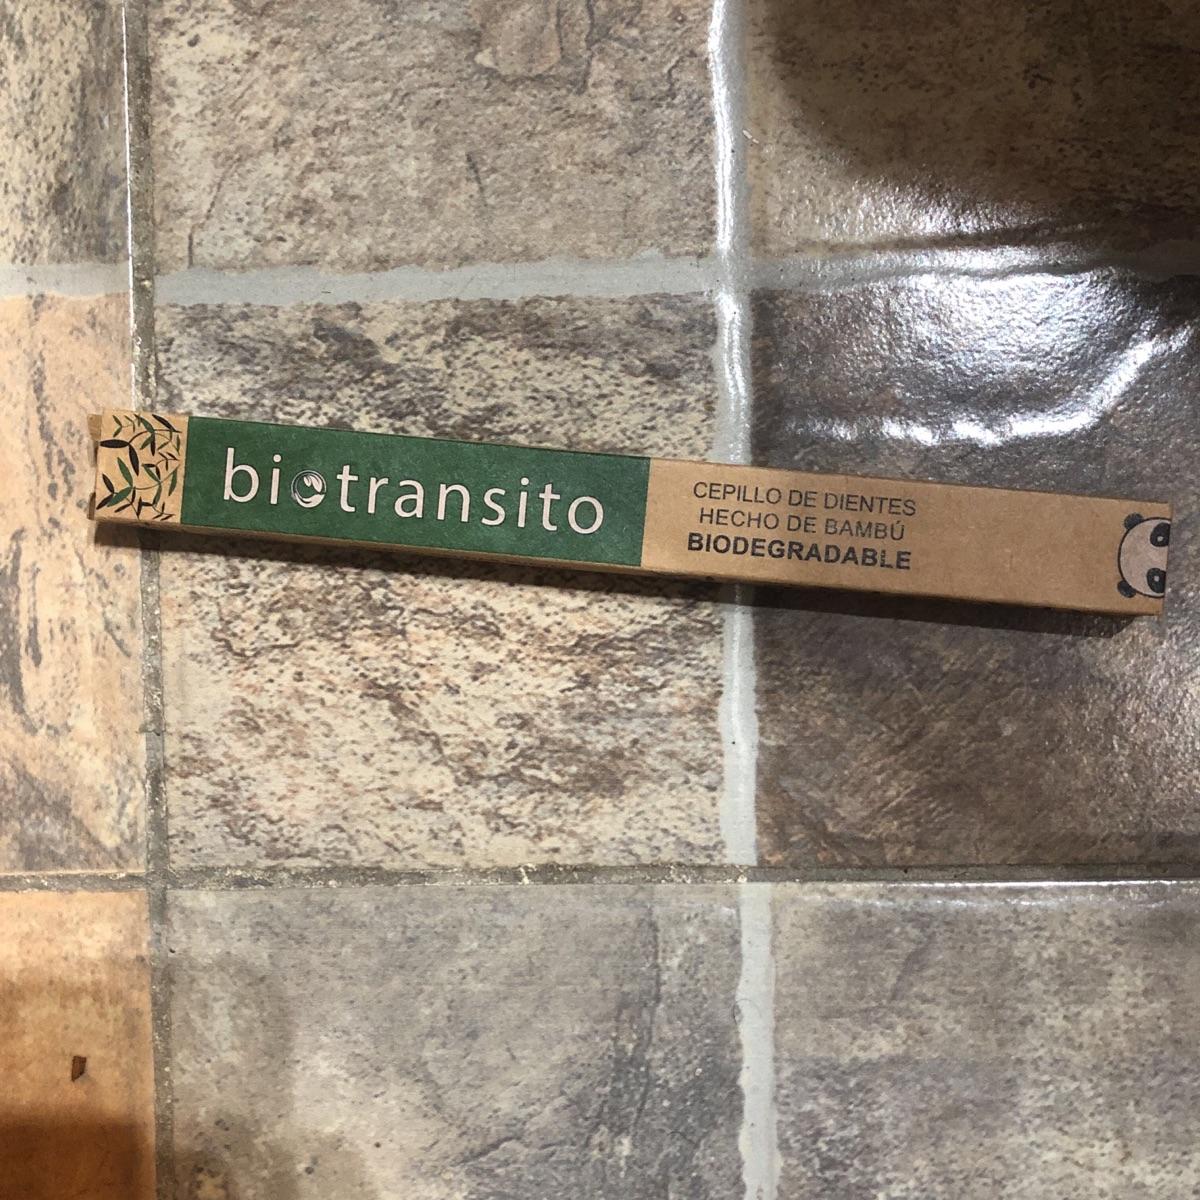 biotransito
CEPILLO DE DIENTES
HECHO DE BAMBÚ
BIODEGRADABLE